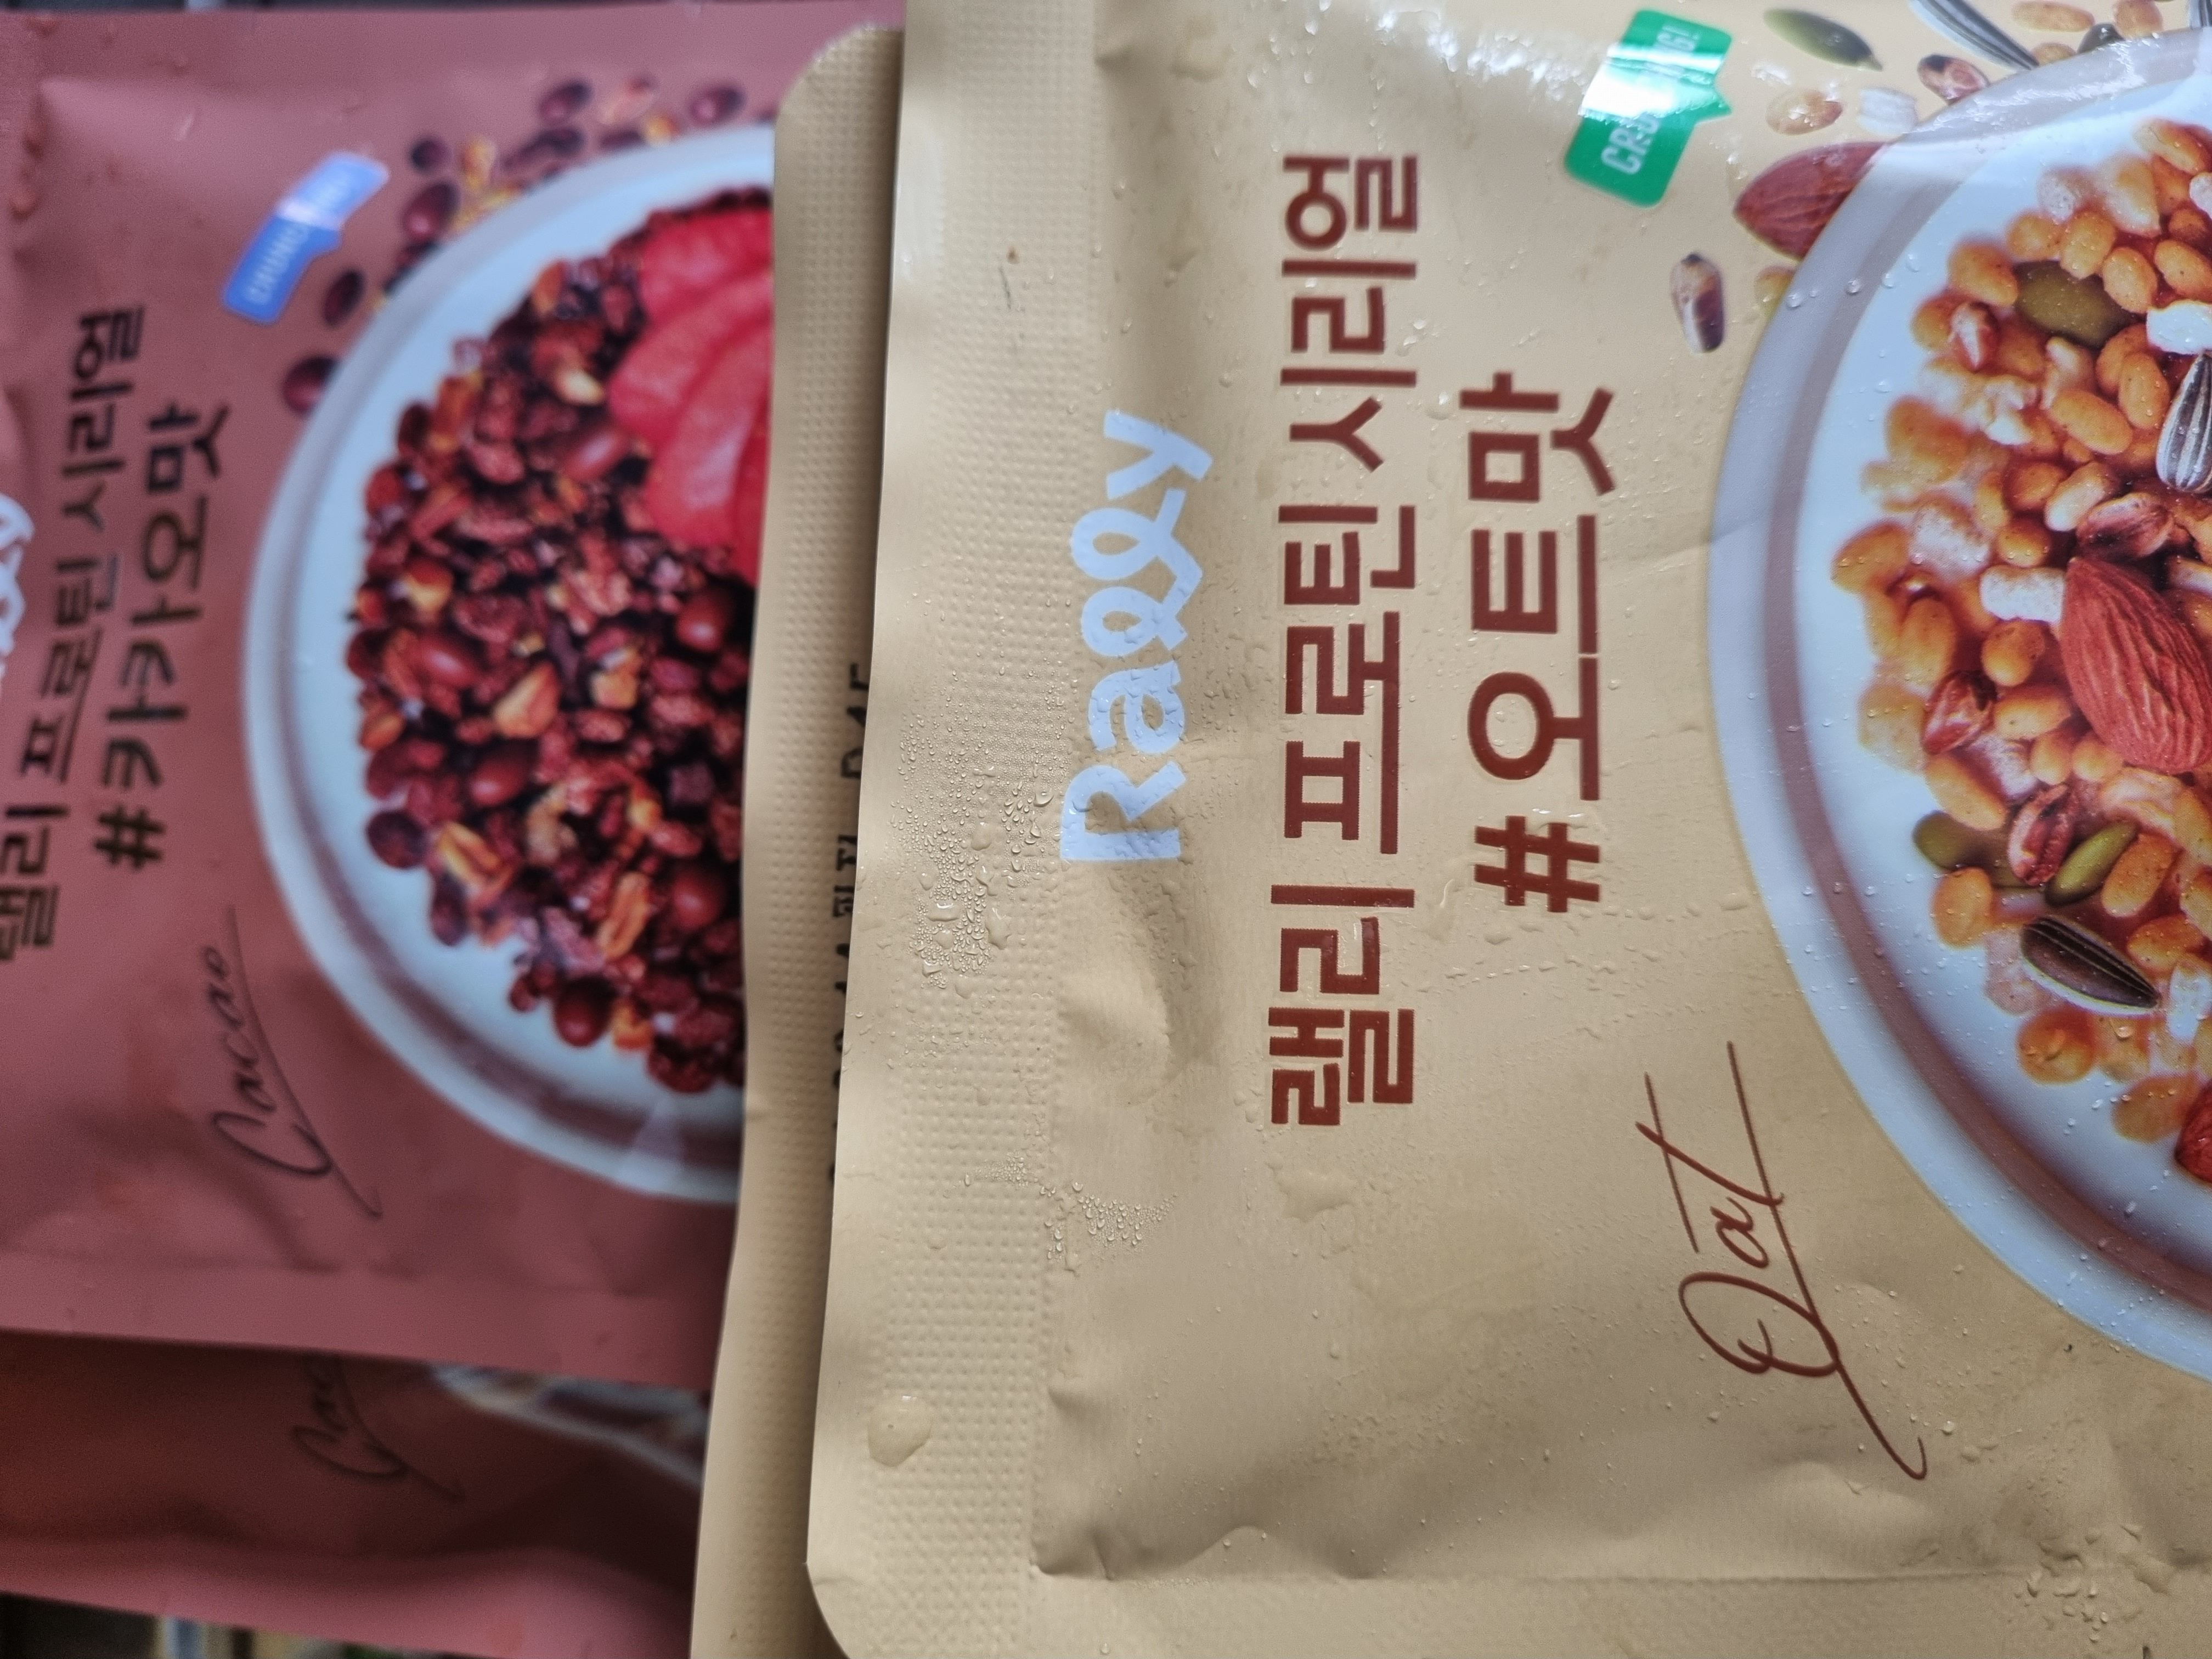 Rally
랠리 프로틴 시리얼
#오트맛
Oat
랠리 프로틴 시리얼
#카카오맛
Cacao